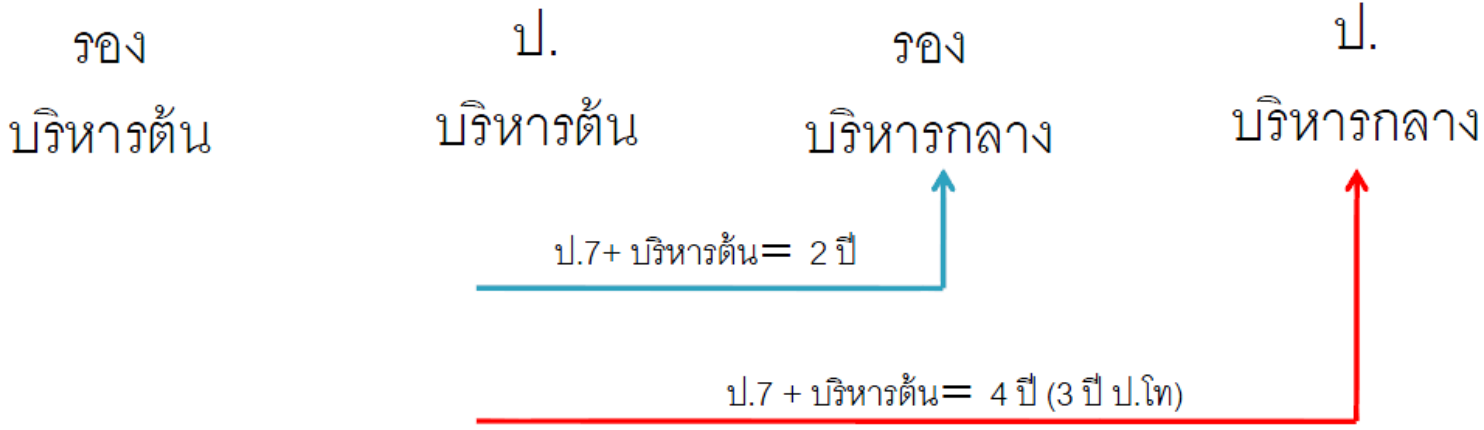 รอง
บริหารต้น
ป.
บริหารต้น
รอง
บริหารกลาง
ป.
บริหารกลาง
ป.7+ บริหารต้น= 2 ปี
ป.7 + บริหารต้น= 4 ปี (3 ปี ป.โท)